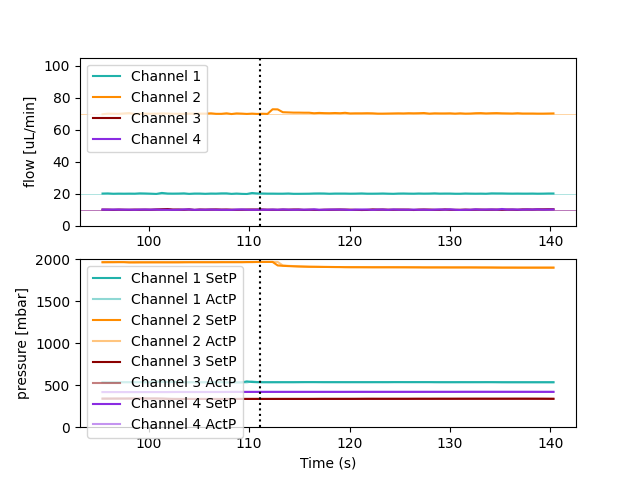 100
80
60
40
20
0
flow [uL/min]
Channel 1
Channel 2
Channel 3
Channel 4
100 110 120 130 140
2000
1500
1000
500
0
pressure [mbar]
Channel 1 SetP
Channel 1 ActP
Channel 2 SetP
Channel 2 ActP
Channel 3 SetP
Channel 3 ActP
Channel 4 SetP
Channel 4 ActP
100 110 120 130 140
Time (s)